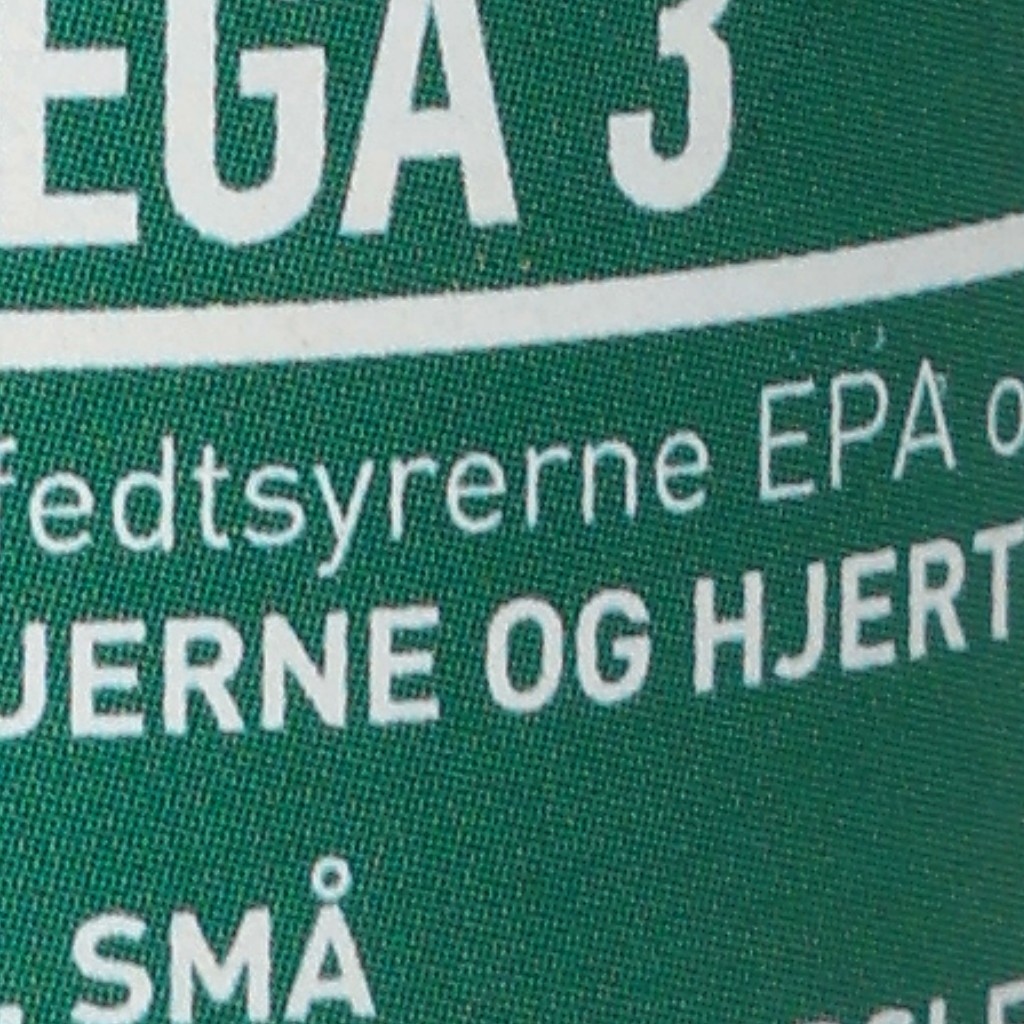 EGA 3
fedtsyrerne EPA o
JERNE OG HJERT
SMÅ